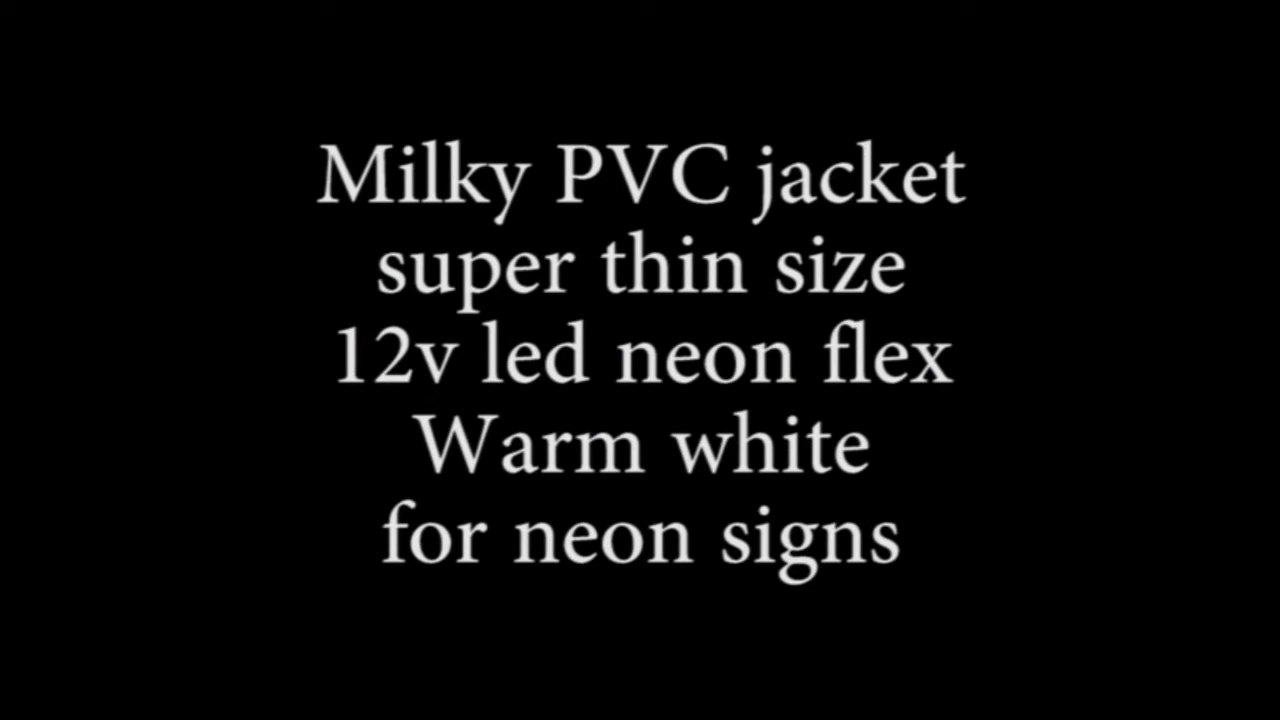 Milky PVC jacket
super thin size
12v led neon flex
Warm white
for neon signs